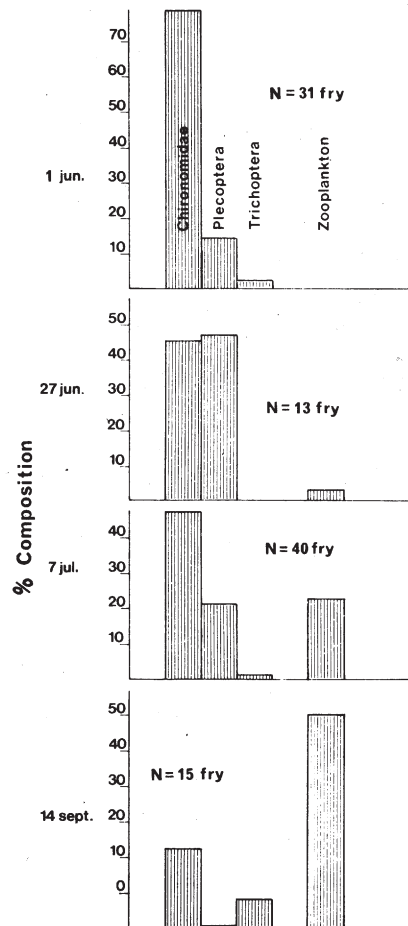 70
60
50
40
30
20
10
1 jun.
N = 31 fry
Chironomidae
Plecoptera
Trichoptera
Zooplankton
50
40
30
20
10
27 jun.
N = 13 fry
% Composition
40
30
20
10
7 jul.
N = 40 fry
50
40
30
20
10
0
14 sept.
N = 15 fry